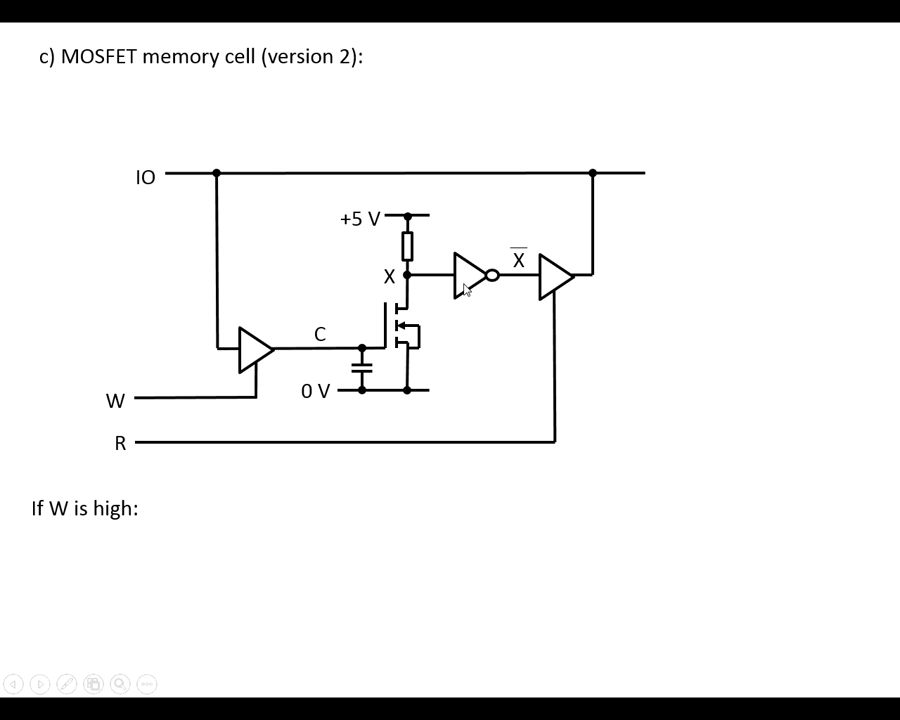 c) MOSFET memory cell (version 2):
IO
+5 V
X
X̅
C
0 V
W
R
If W is high: